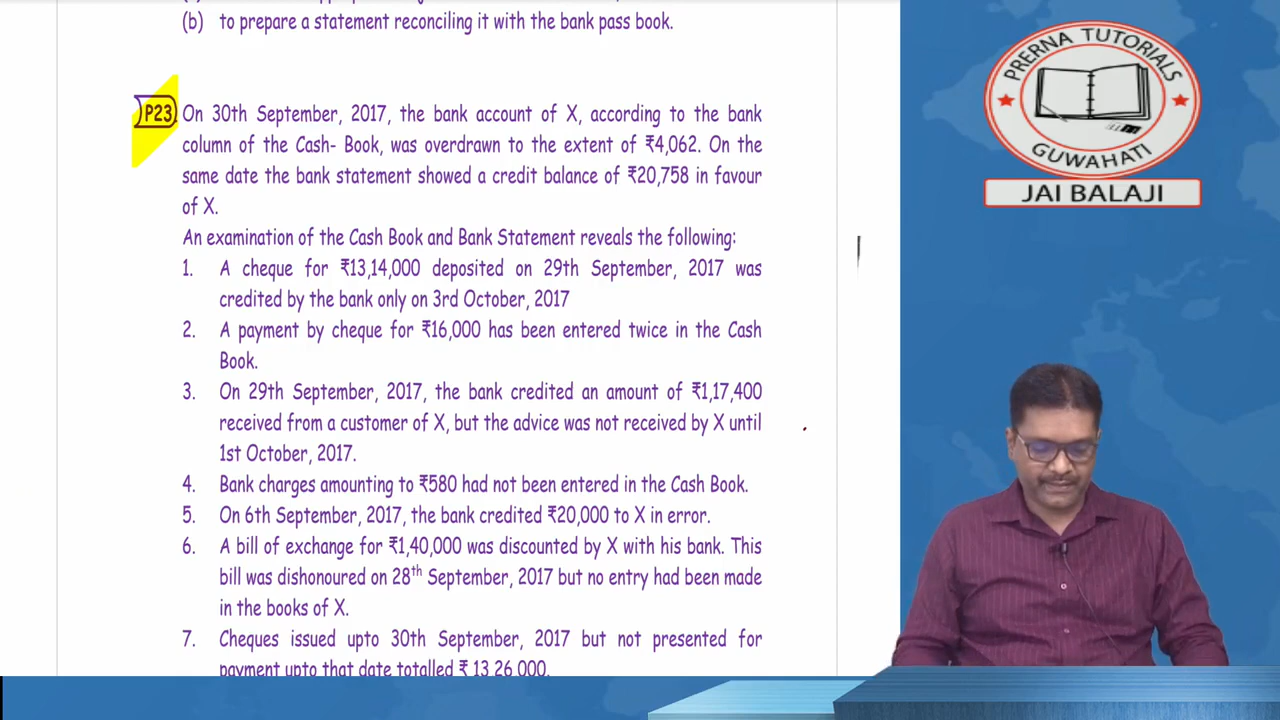 (b) to prepare a statement reconciling it with the bank pass book.
P23 On 30th September, 2017, the bank account of X, according to the bank
column of the Cash- Book, was overdrawn to the extent of ₹4,062. On the
same date the bank statement showed a credit balance of ₹20,758 in favour
of X.
An examination of the Cash Book and Bank Statement reveals the following:
1. A cheque for ₹13,14,000 deposited on 29th September, 2017 was
credited by the bank only on 3rd October, 2017
2. A payment by cheque for ₹16,000 has been entered twice in the Cash
Book.
3. On 29th September, 2017, the bank credited an amount of ₹1,17,400
received from a customer of X, but the advice was not received by X until
1st October, 2017.
4. Bank charges amounting to ₹580 had not been entered in the Cash Book.
5. On 6th September, 2017, the bank credited ₹20,000 to X in error.
6. A bill of exchange for ₹1,40,000 was discounted by X with his bank. This
bill was dishonoured on 28th September, 2017 but no entry had been made
in the books of X.
7. Cheques issued upto 30th September, 2017 but not presented for
payment upto that date totalled ₹ 13,26,000.
PRERNA TUTORIALS
GUWAHATI
JAI BALAJI